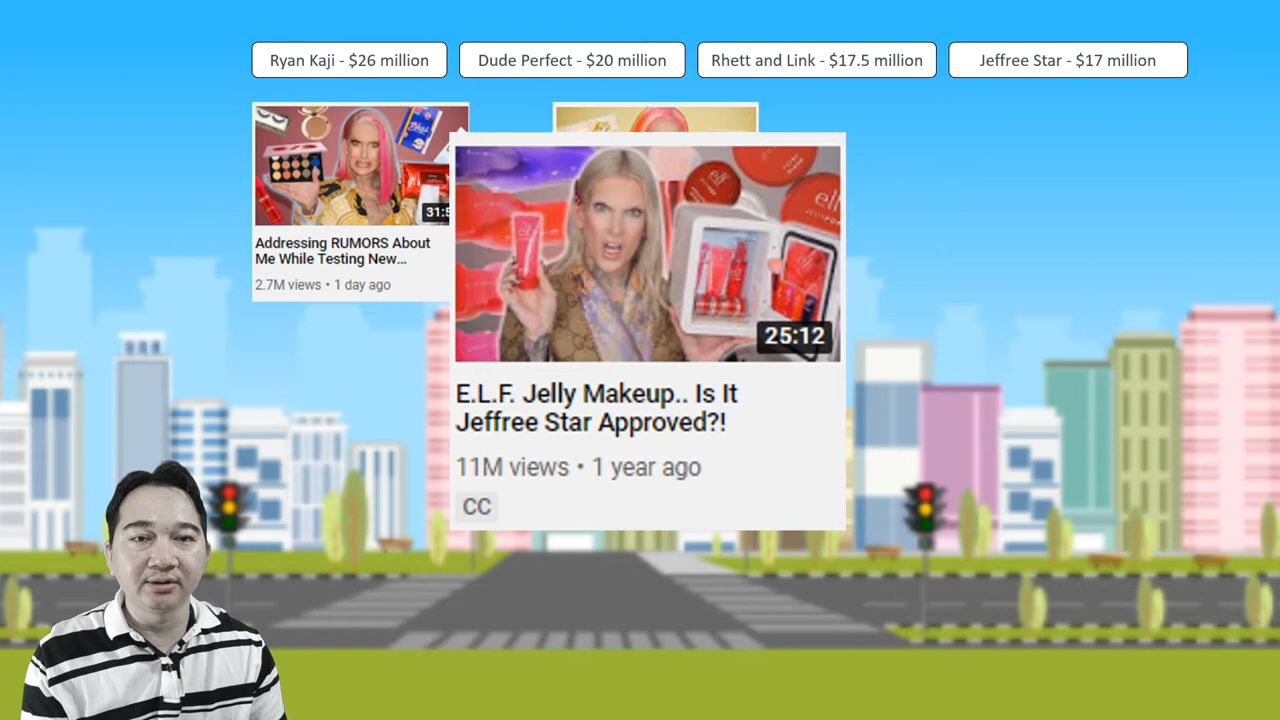 Ryan Kaji - $26 million
Dude Perfect - $20 million
Rhett and Link - $17.5 million
Jeffree Star - $17 million
Addressing RUMORS About
Me While Testing New...
2.7M views • 1 day ago
elf
25:12
E.L.F. Jelly Makeup.. Is It
Jeffree Star Approved?!
11M views • 1 year ago
CC